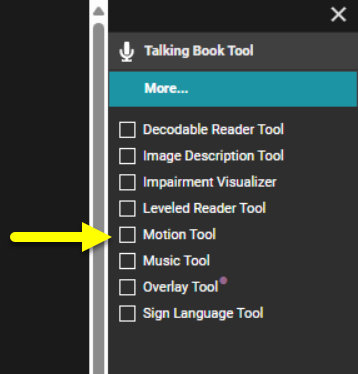 Talking Book Tool
More...
Decodable Reader Tool
Image Description Tool
Impairment Visualizer
Leveled Reader Tool
Motion Tool
Music Tool
Overlay Tool
Sign Language Tool